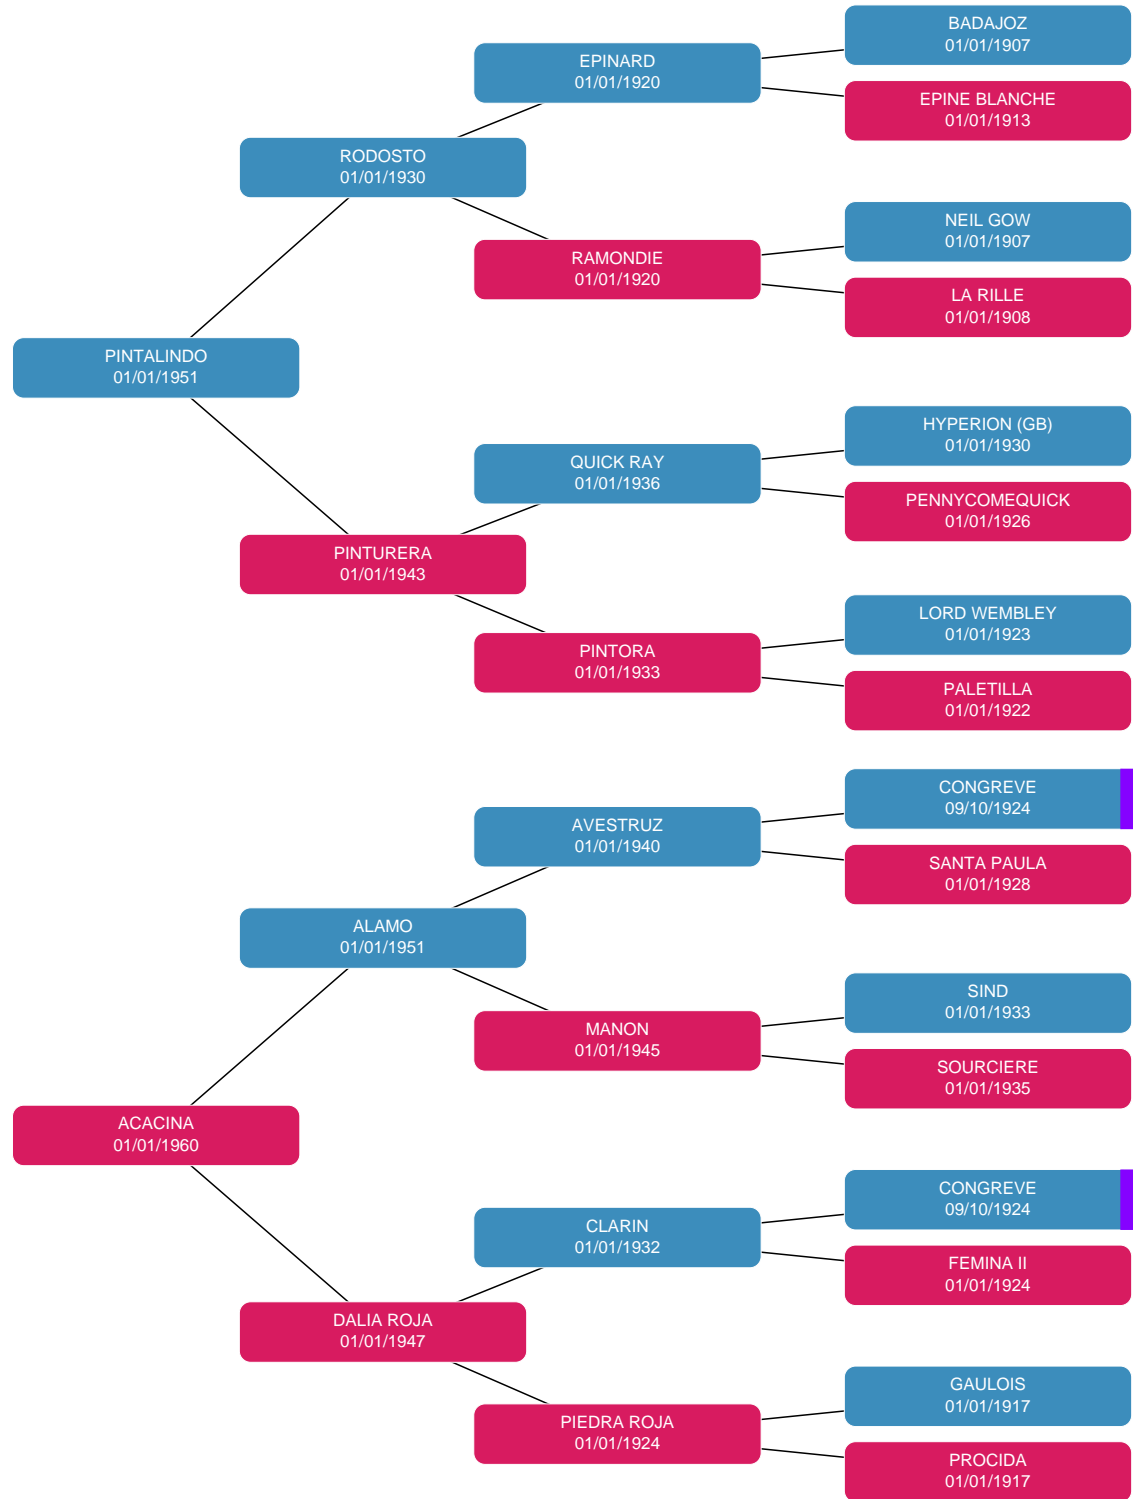 BADAJOZ
01/01/1907
EPINARD
01/01/1920
EPINE BLANCHE
01/01/1913
RODOSTO
01/01/1930
NEIL GOW
01/01/1907
RAMONDIE
01/01/1920
LA RILLE
01/01/1908
PINTALINDO
01/01/1951
HYPERION (GB)
01/01/1930
QUICK RAY
01/01/1936
PENNYCOMEQUICK
01/01/1926
PINTURERA
01/01/1943
LORD WEMBLEY
01/01/1923
PINTORA
01/01/1933
PALETILLA
01/01/1922
CONGREVE
09/10/1924
AVESTRUZ
01/01/1940
SANTA PAULA
01/01/1928
ALAMO
01/01/1951
SIND
01/01/1933
MANON
01/01/1945
SOURCIERE
01/01/1935
ACACINA
01/01/1960
CONGREVE
09/10/1924
CLARIN
01/01/1932
FEMINA II
01/01/1924
DALIA ROJA
01/01/1947
GAULOIS
01/01/1917
PIEDRA ROJA
01/01/1924
PROCIDA
01/01/1917